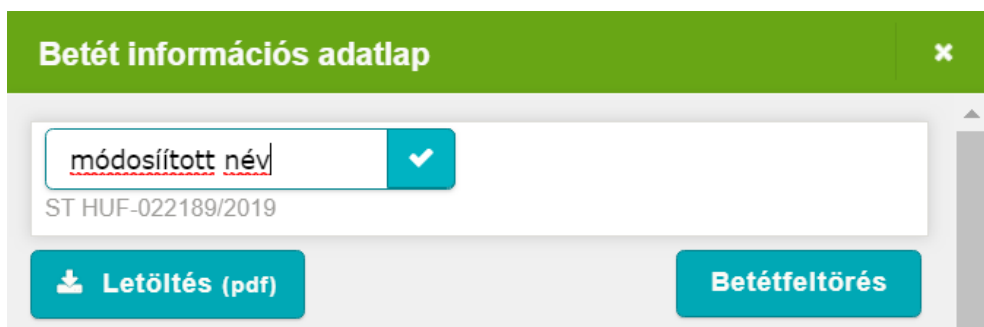 Betét információs adatlap
módosíított név
ST HUF-022189/2019
Letöltés (pdf)
Betétfeltörés